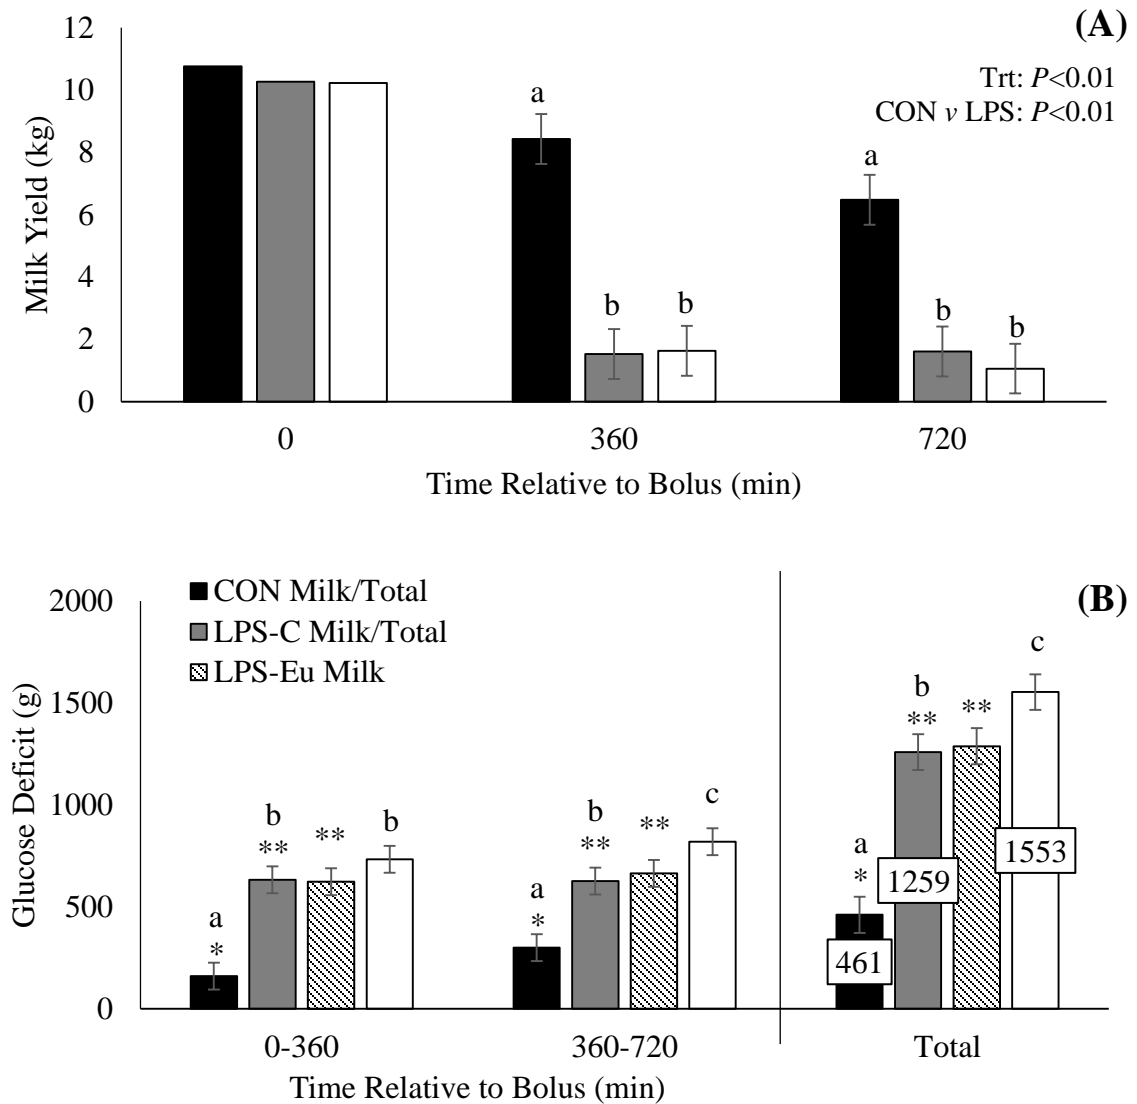 (A)
12
10
8
6
4
2
0
Milk Yield (kg)
Trt: P<0.01
CON v LPS: P<0.01
a
a
b
b
b
b
0
360
720
Time Relative to Bolus (min)
(B)
2000
1500
1000
500
0
Glucose Deficit (g)
CON Milk/Total
LPS-C Milk/Total
LPS-Eu Milk
a
*
b
**
**
b
a
*
b
**
**
c
a
*
b
**
**
c
461
1259
1553
0-360
360-720
Total
Time Relative to Bolus (min)